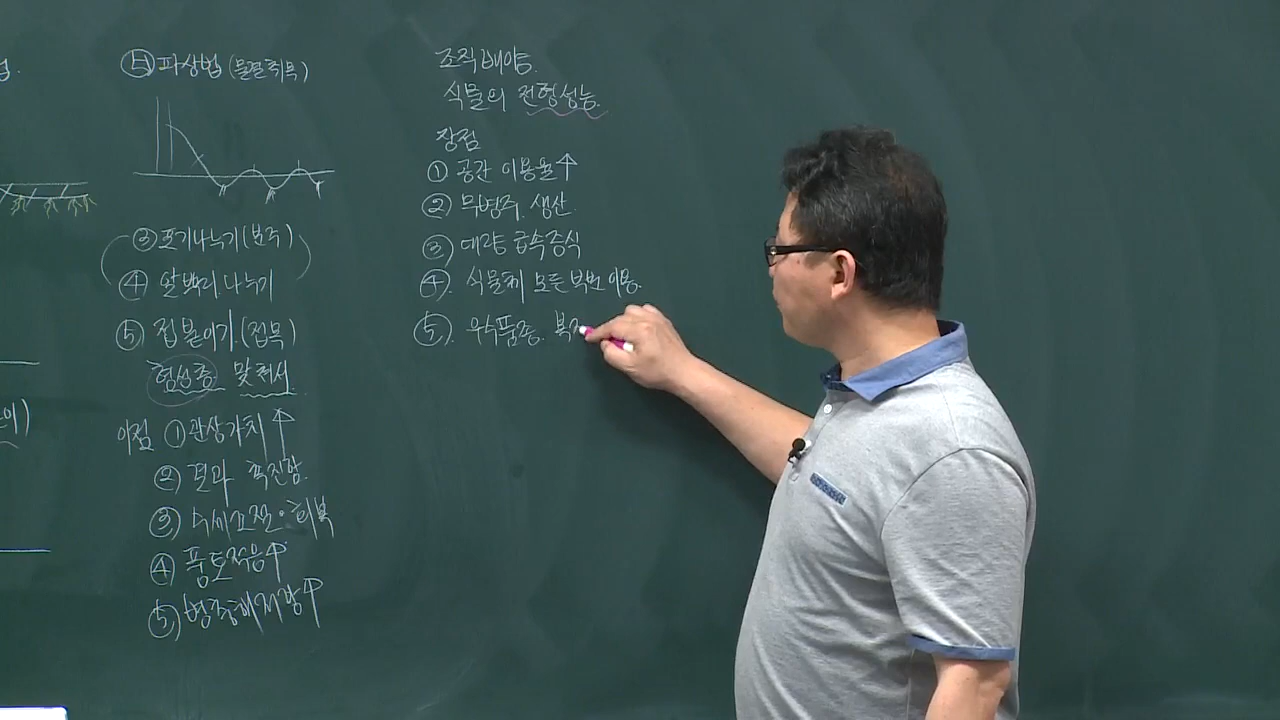 법.
ㅂ 파상법 (물결취목)
③ 포기나누기(분주)
④ 알뿌리 나누기
⑤ 접붙이기.(접목)
형성층 맞춰서
이점 ① 관상가치↑
② 결과 촉진함.
③ 수세조절·회복
④ 풍토적응↑
⑤ 병충해저항↑
조직배양.
식물의 전형성능.
장점
① 공간 이용율↑
② 무병주. 생산.
③ 대량 급속증식
④. 식물체 모든부번 이용.
⑤. 우수품종.